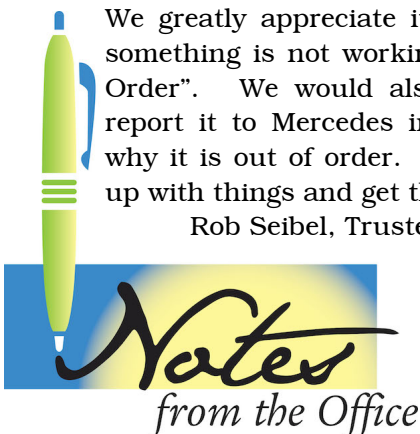 We greatly appreciate
something is not
Order". We would
report it to Mercedes
why it is out of order.
up with things and get
Rob Seibel,
Notes
from the Office